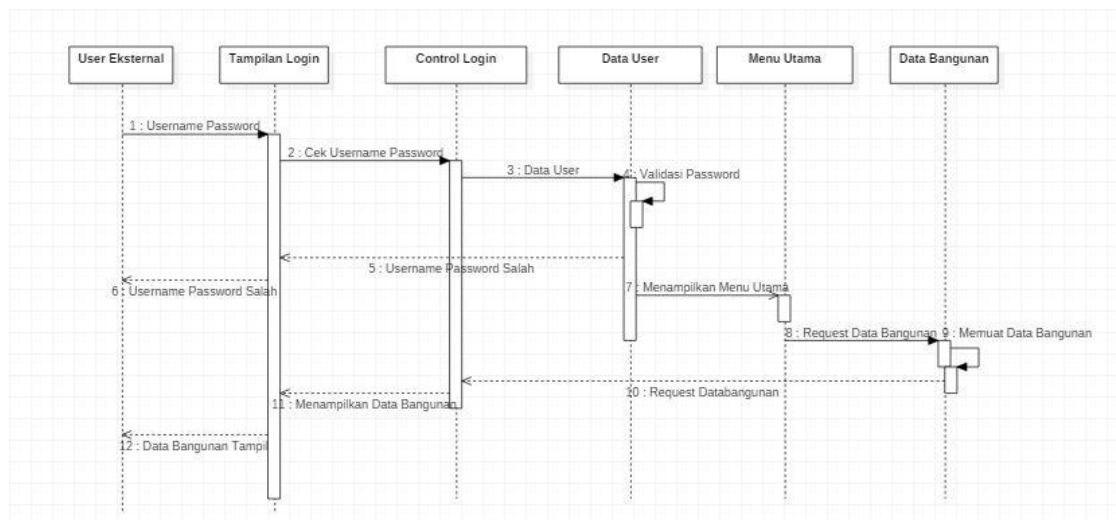 User Eksternal
Tampilan Login
Control Login
Data User
Menu Utama
Data Bangunan
1 : Username Password
2 : Cek Username Password
3 : Data User
4 : Validasi Password
5 : Username Password Salah
6 : Username Password Salah
7 : Menampilkan Menu Utama
8 : Request Data Bangunan
9 : Memuat Data Bangunan
10 : Request Databangunan
11 : Menampilkan Data Bangunan
12 : Data Bangunan Tampil